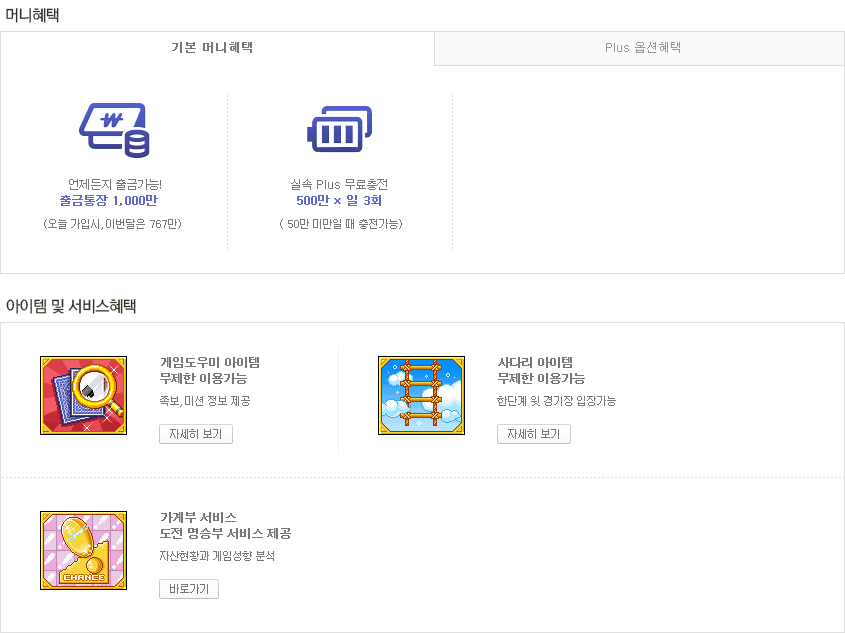 머니혜택
기본 머니혜택
Plus 옵션혜택
언제든지 출금가능!
출금통장 1,000만
(오늘 가입시,이번달은 767만)
실속 Plus 무료충전
500만 × 일 3회
( 50만 미만일 때 충전가능)
아이템 및 서비스혜택
게임도우미 아이템
무제한 이용가능
족보,미션 정보 제공
자세히 보기
사다리 아이템
무제한 이용가능
한단계 윗 경기장 입장가능
자세히 보기
CHANCE
가계부 서비스
도전 명승부 서비스 제공
자산현황과 게임성향 분석
바로가기